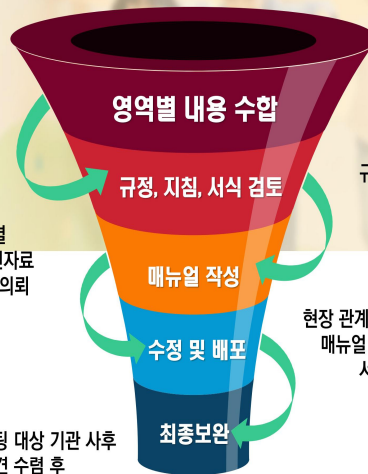 영역별 내용 수합
규정, 지침, 서식 검토
매뉴얼 작성
의뢰
현장 관계
매뉴얼
수정 및 배포
최종보완
대상 기관 사후
수렴 후